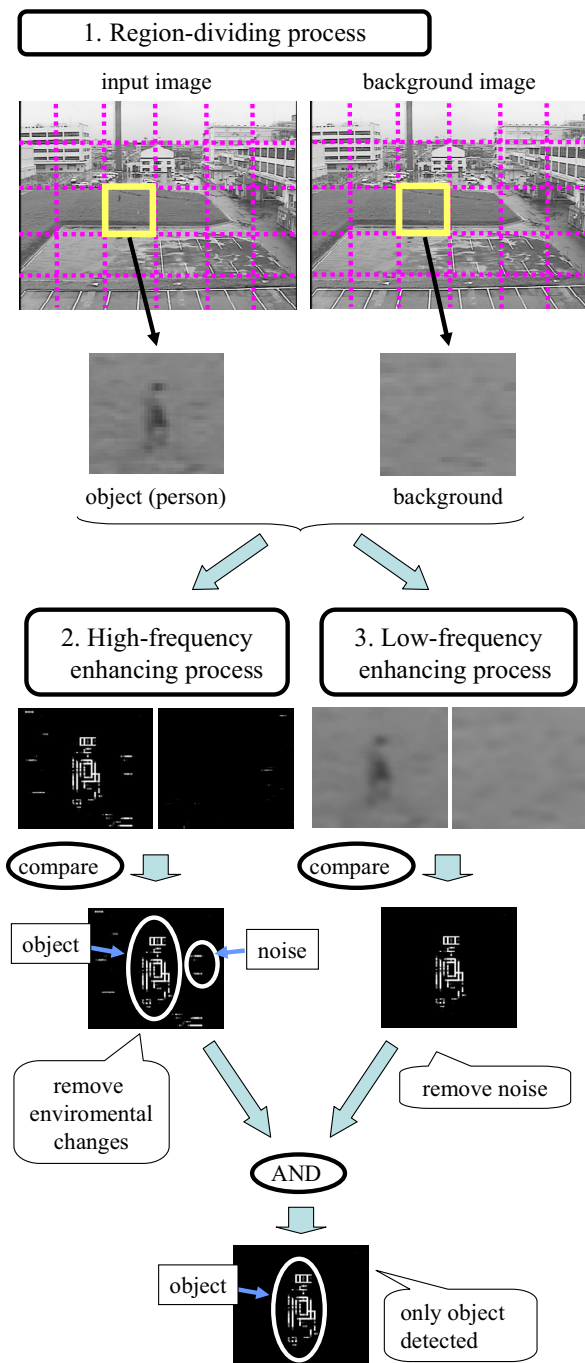 1. Region-dividing process
input image
background image
object (person)
background
2. High-frequency
enhancing process
3. Low-frequency
enhancing process
compare
compare
object
noise
remove
enviromental
changes
remove noise
AND
object
only object
detected